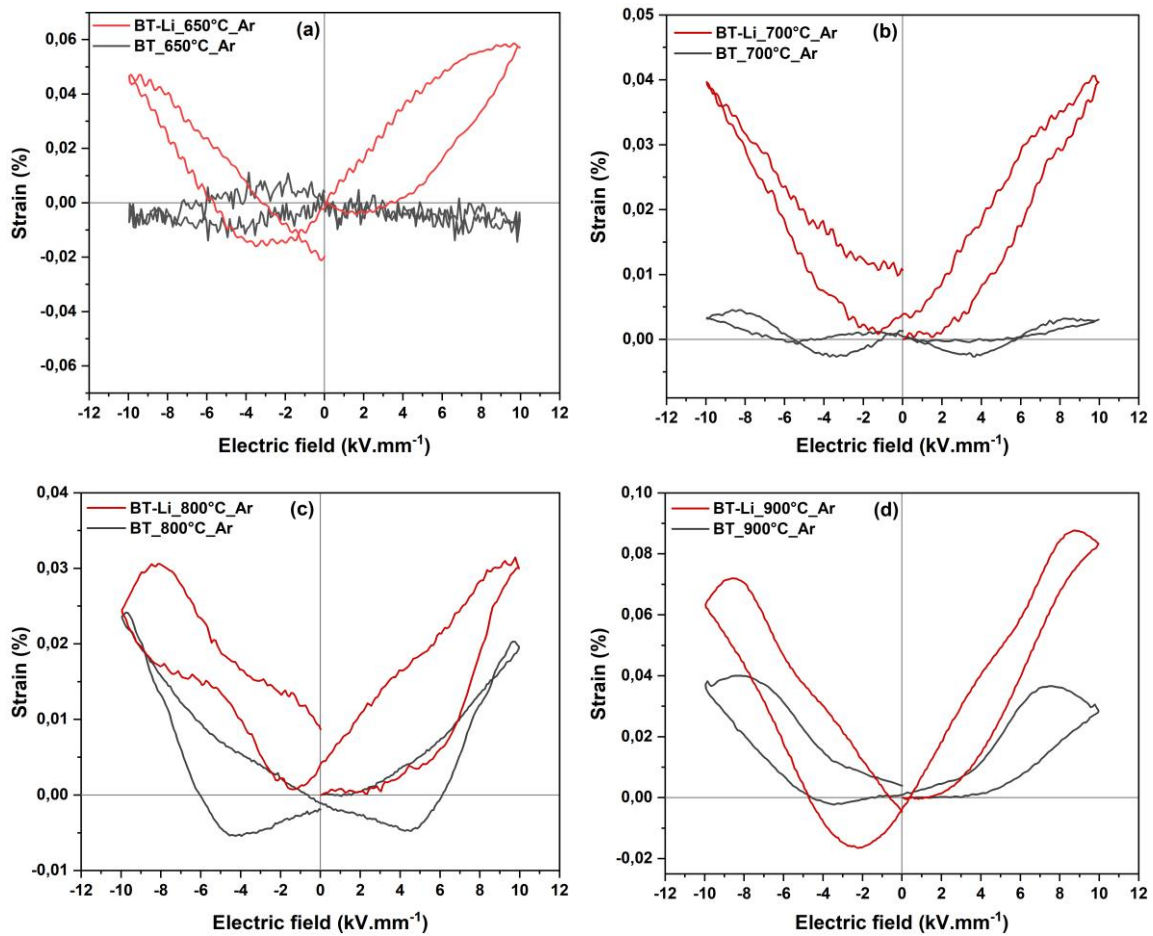 BT-Li_650°C_Ar
BT_650°C_Ar
(a)
0,06
0,04
0,02
0,00
-0,02
-0,04
-0,06
Strain (%)
-12 -10 -8 -6 -4 -2 0 2 4 6 8 10 12
Electric field (kV.mm⁻¹)
BT-Li_700°C_Ar
BT_700°C_Ar
(b)
0,05
0,04
0,03
0,02
0,01
0,00
Strain (%)
-12 -10 -8 -6 -4 -2 0 2 4 6 8 10 12
Electric field (kV.mm⁻¹)
BT-Li_800°C_Ar
BT_800°C_Ar
(c)
0,04
0,03
0,02
0,01
0,00
-0,01
Strain (%)
-12 -10 -8 -6 -4 -2 0 2 4 6 8 10 12
Electric field (kV.mm⁻¹)
BT-Li_900°C_Ar
BT_900°C_Ar
(d)
0,10
0,08
0,06
0,04
0,02
0,00
-0,02
Strain (%)
-12 -10 -8 -6 -4 -2 0 2 4 6 8 10 12
Electric field (kV.mm⁻¹)